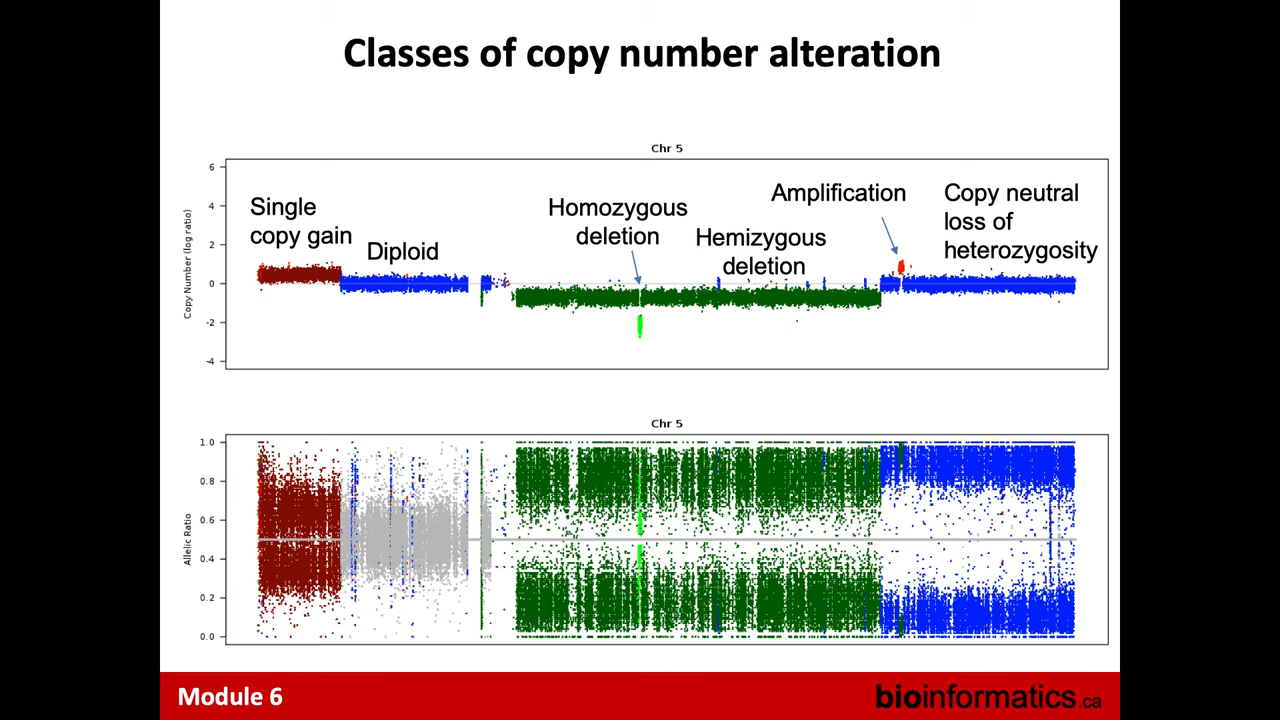 Classes of copy number alteration
Chr 5
Copy Number (log ratio)
6
4
2
0
-2
-4
Single
copy gain
Diploid
Homozygous
deletion
Hemizygous
deletion
Amplification
Copy neutral
loss of
heterozygosity
Chr 5
Allelic Ratio
1.0
0.8
0.6
0.4
0.2
0.0
Module 6
bioinformatics.ca